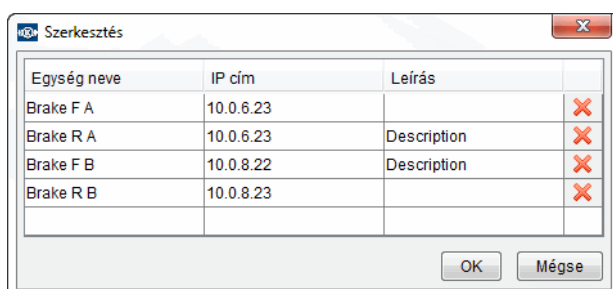 Szerkesztés
Egység neve IP cím Leírás
Brake F A 10.0.6.23
Brake R A 10.0.6.23 Description
Brake F B 10.0.8.22 Description
Brake R B 10.0.8.23
OK Mégse